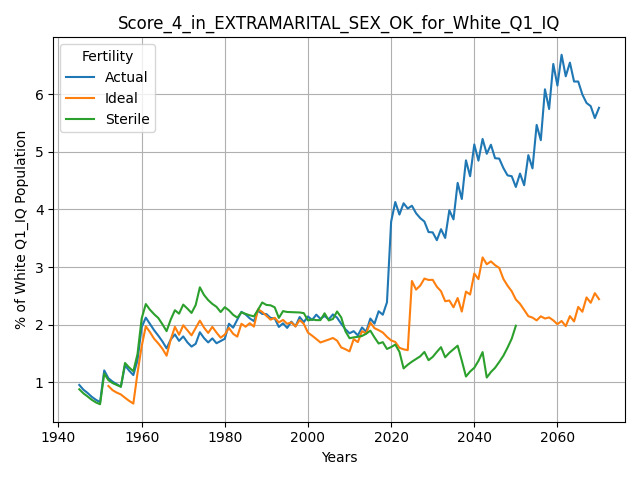 Score_4_in_EXTRAMARITAL_SEX_OK_for_White_Q1_IQ
Fertility
Actual
Ideal
Sterile
% of White Q1_IQ Population
6
5
4
3
2
1
1940 1960 1980 2000 2020 2040 2060
Years